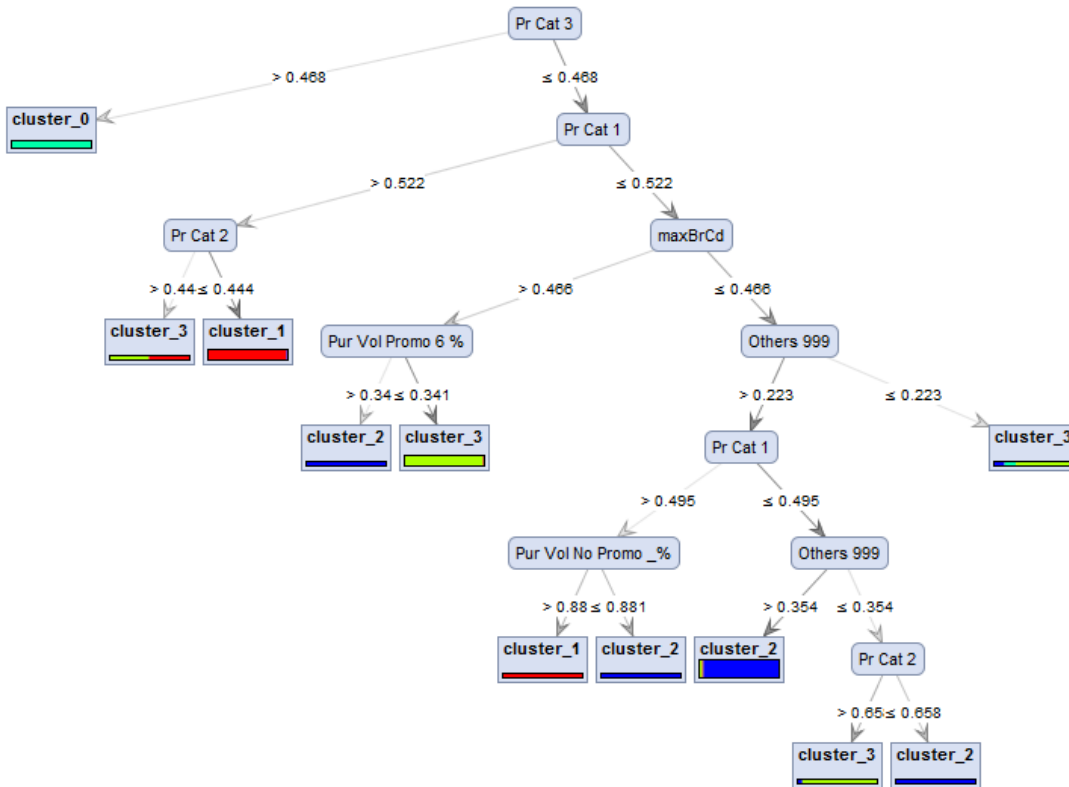 Pr Cat 3
> 0.468
≤ 0.468
cluster_0
Pr Cat 1
> 0.522
≤ 0.522
Pr Cat 2
maxBrCd
> 0.44
≤ 0.444
> 0.466
≤ 0.466
cluster_3
cluster_1
Pur Vol Promo 6 %
Others 999
> 0.34
≤ 0.341
> 0.223
≤ 0.223
cluster_2
cluster_3
Pr Cat 1
cluster_3
> 0.495
≤ 0.495
Pur Vol No Promo _%
Others 999
> 0.88
≤ 0.881
> 0.354
≤ 0.354
cluster_1
cluster_2
cluster_2
Pr Cat 2
> 0.65
≤ 0.658
cluster_3
cluster_2